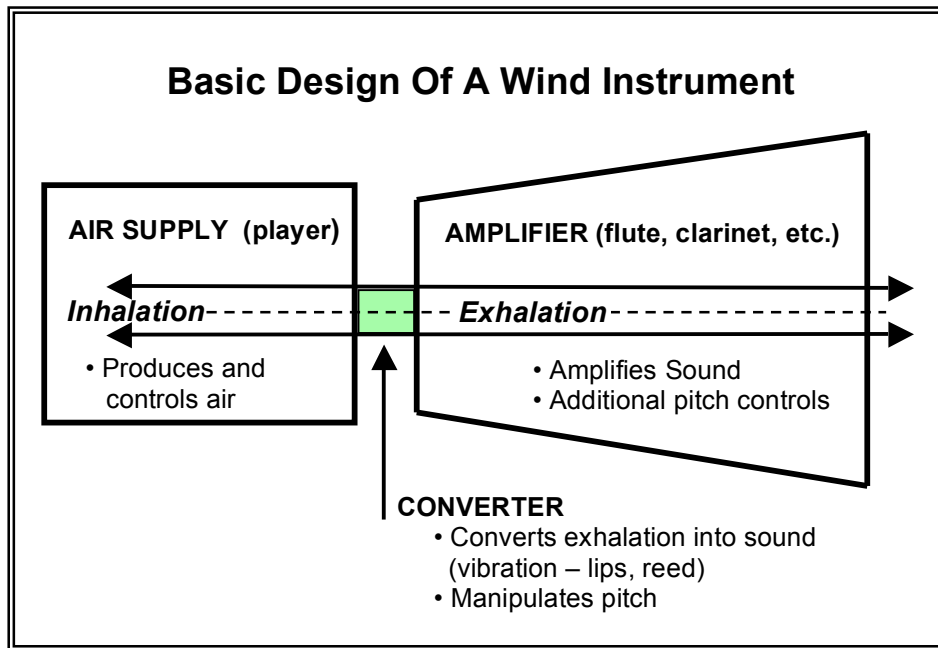 Basic Design Of A Wind Instrument
AIR SUPPLY (player)
Inhalation
• Produces and
controls air
AMPLIFIER (flute, clarinet, etc.)
Exhalation
• Amplifies Sound
• Additional pitch controls
CONVERTER
• Converts exhalation into sound
(vibration – lips, reed)
• Manipulates pitch